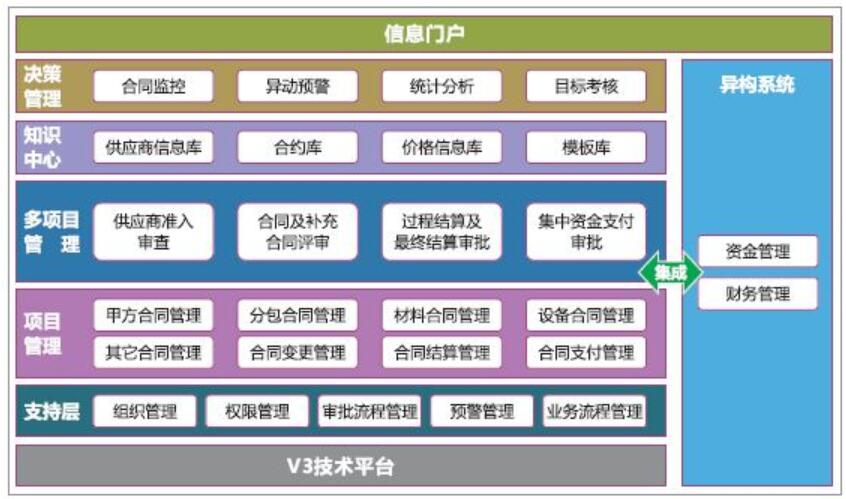 信息门户
决策
管理
合同监控
异动预警
统计分析
目标考核
异构系统
知识
中心
供应商信息库
合约库
价格信息库
模板库
多项目
管 理
供应商准入
审查
合同及补充
合同评审
过程结算及
最终结算审批
集中资金支付
审批
集成
资金管理
财务管理
项目
管理
甲方合同管理
分包合同管理
材料合同管理
设备合同管理
其它合同管理
合同变更管理
合同结算管理
合同支付管理
支持层
组织管理
权限管理
审批流程管理
预警管理
业务流程管理
V3技术平台